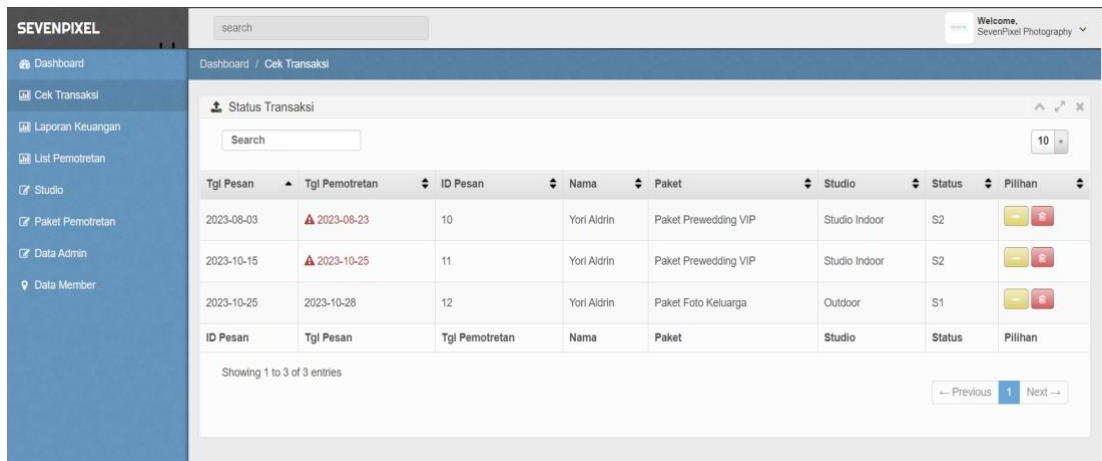 SEVENPIXEL
search
Welcome,
SevenPixel Photography
Dashboard
Cek Transaksi
Laporan Keuangan
List Pemotretan
Studio
Paket Pemotretan
Data Admin
Data Member
Dashboard / Cek Transaksi
Status Transaksi
Search
10
Tgl Pesan Tgl Pemotretan ID Pesan Nama Paket Studio Status Pilihan
2023-08-03 2023-08-23 10 Yori Aldrin Paket Prewedding VIP Studio Indoor S2
2023-10-15 2023-10-25 11 Yori Aldrin Paket Prewedding VIP Studio Indoor S2
2023-10-25 2023-10-28 12 Yori Aldrin Paket Foto Keluarga Outdoor S1
ID Pesan Tgl Pesan Tgl Pemotretan Nama Paket Studio Status Pilihan
Showing 1 to 3 of 3 entries
← Previous 1 Next →